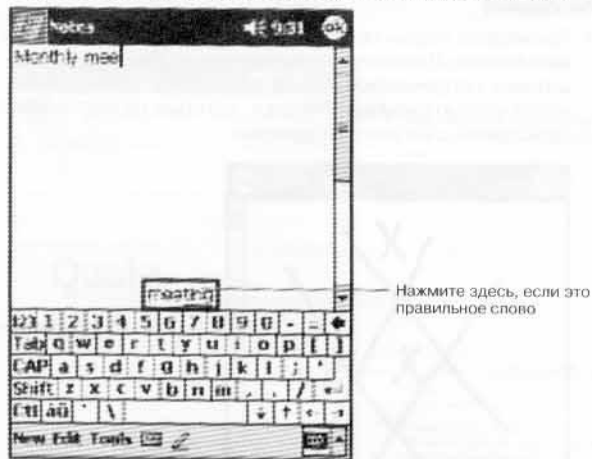 Notes 9:31 ok
Monthly mee
meeting
Нажмите здесь, если это
правильное слово
123 1 2 3 4 5 6 7 8 9 0 - =
Tab q w e r t y u i o p [ ]
CAP a s d f g h j k l ; '
Shift z x c v b n m , . /
Ctl áü ` \
New Edit Tools